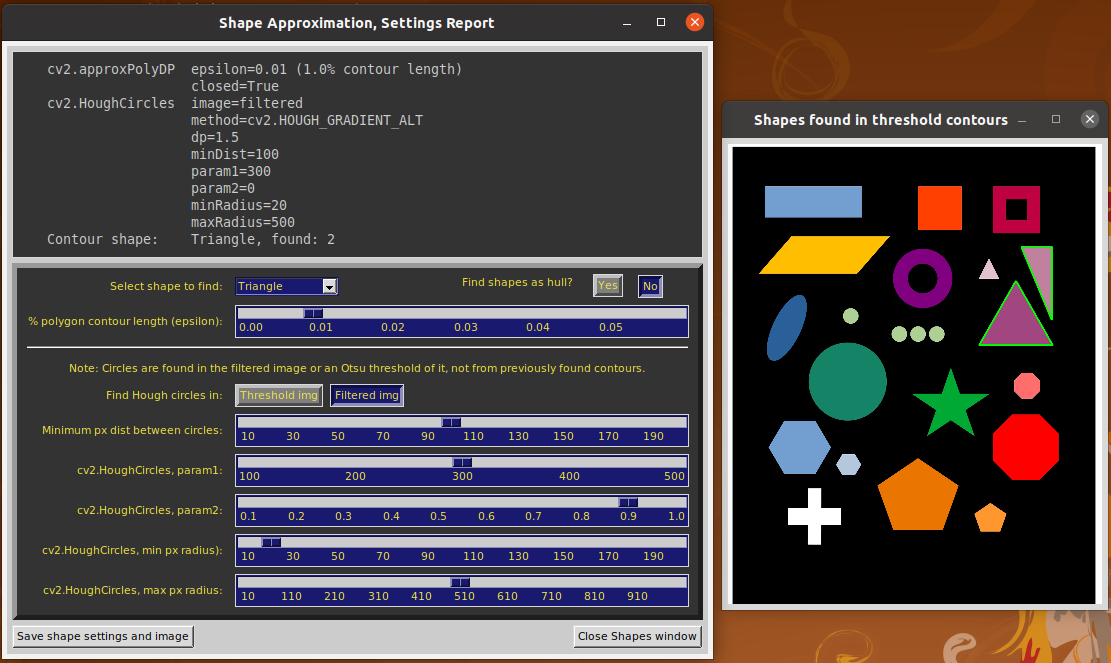 Shape Approximation, Settings Report
cv2.approxPolyDP epsilon=0.01 (1.0% contour length)
closed=True
cv2.HoughCircles image=filtered
method=cv2.HOUGH_GRADIENT_ALT
dp=1.5
minDist=100
param1=300
param2=0
minRadius=20
maxRadius=500
Contour shape: Triangle, found: 2
Select shape to find: Triangle Find shapes as hull? Yes No
% polygon contour length (epsilon): 0.00 0.01 0.02 0.03 0.04 0.05
Note: Circles are found in the filtered image or an Otsu threshold of it, not from previously found contours.
Find Hough circles in: Threshold img Filtered img
Minimum px dist between circles: 10 30 50 70 90 110 130 150 170 190
cv2.HoughCircles, param1: 100 200 300 400 500
cv2.HoughCircles, param2: 0.1 0.2 0.3 0.4 0.5 0.6 0.7 0.8 0.9 1.0
cv2.HoughCircles, min px radius): 10 30 50 70 90 110 130 150 170 190
cv2.HoughCircles, max px radius: 10 110 210 310 410 510 610 710 810 910
Save shape settings and image Close Shapes window
Shapes found in threshold contours